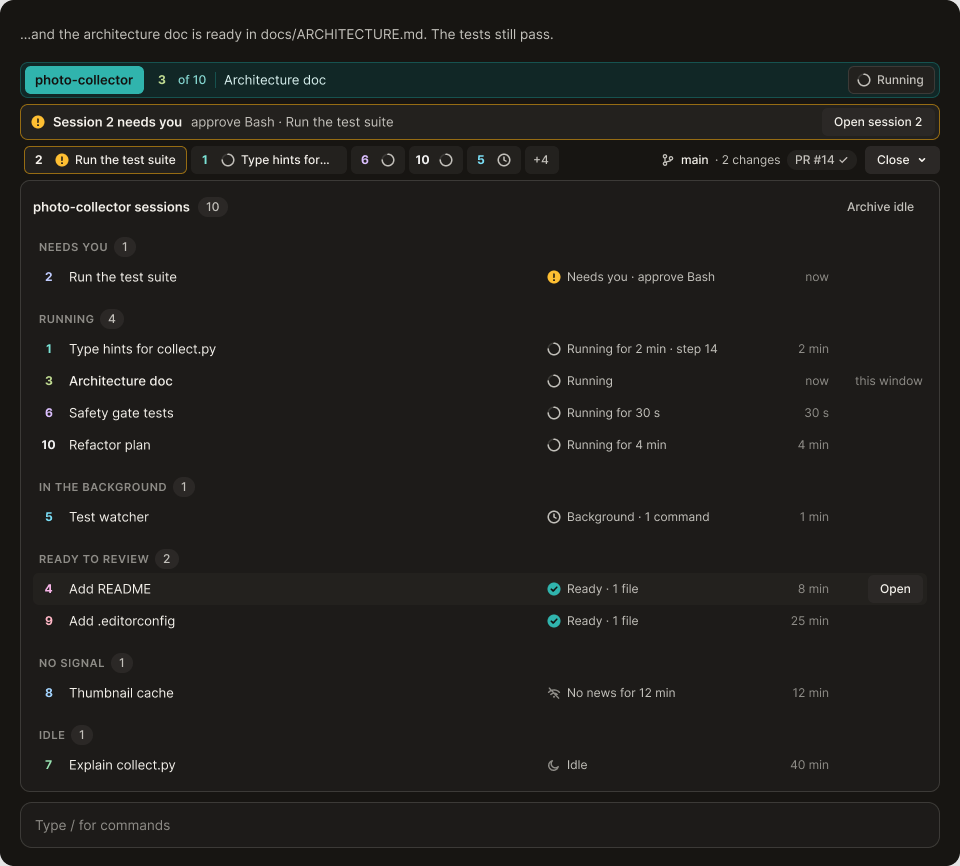 ...and the architecture doc is ready in docs/ARCHITECTURE.md. The tests still pass.
photo-collector 3 of 10 Architecture doc Running
Session 2 needs you approve Bash · Run the test suite Open session 2
2 Run the test suite 1 Type hints for... 6 10 5 +4 main · 2 changes PR #14 ✓ Close
photo-collector sessions 10 Archive idle
NEEDS YOU 1
2 Run the test suite Needs you · approve Bash now
RUNNING 4
1 Type hints for collect.py Running for 2 min · step 14 2 min
3 Architecture doc Running now this window
6 Safety gate tests Running for 30 s 30 s
10 Refactor plan Running for 4 min 4 min
IN THE BACKGROUND 1
5 Test watcher Background · 1 command 1 min
READY TO REVIEW 2
4 Add README Ready · 1 file 8 min Open
9 Add .editorconfig Ready · 1 file 25 min
NO SIGNAL 1
8 Thumbnail cache No news for 12 min 12 min
IDLE 1
7 Explain collect.py Idle 40 min
Type / for commands